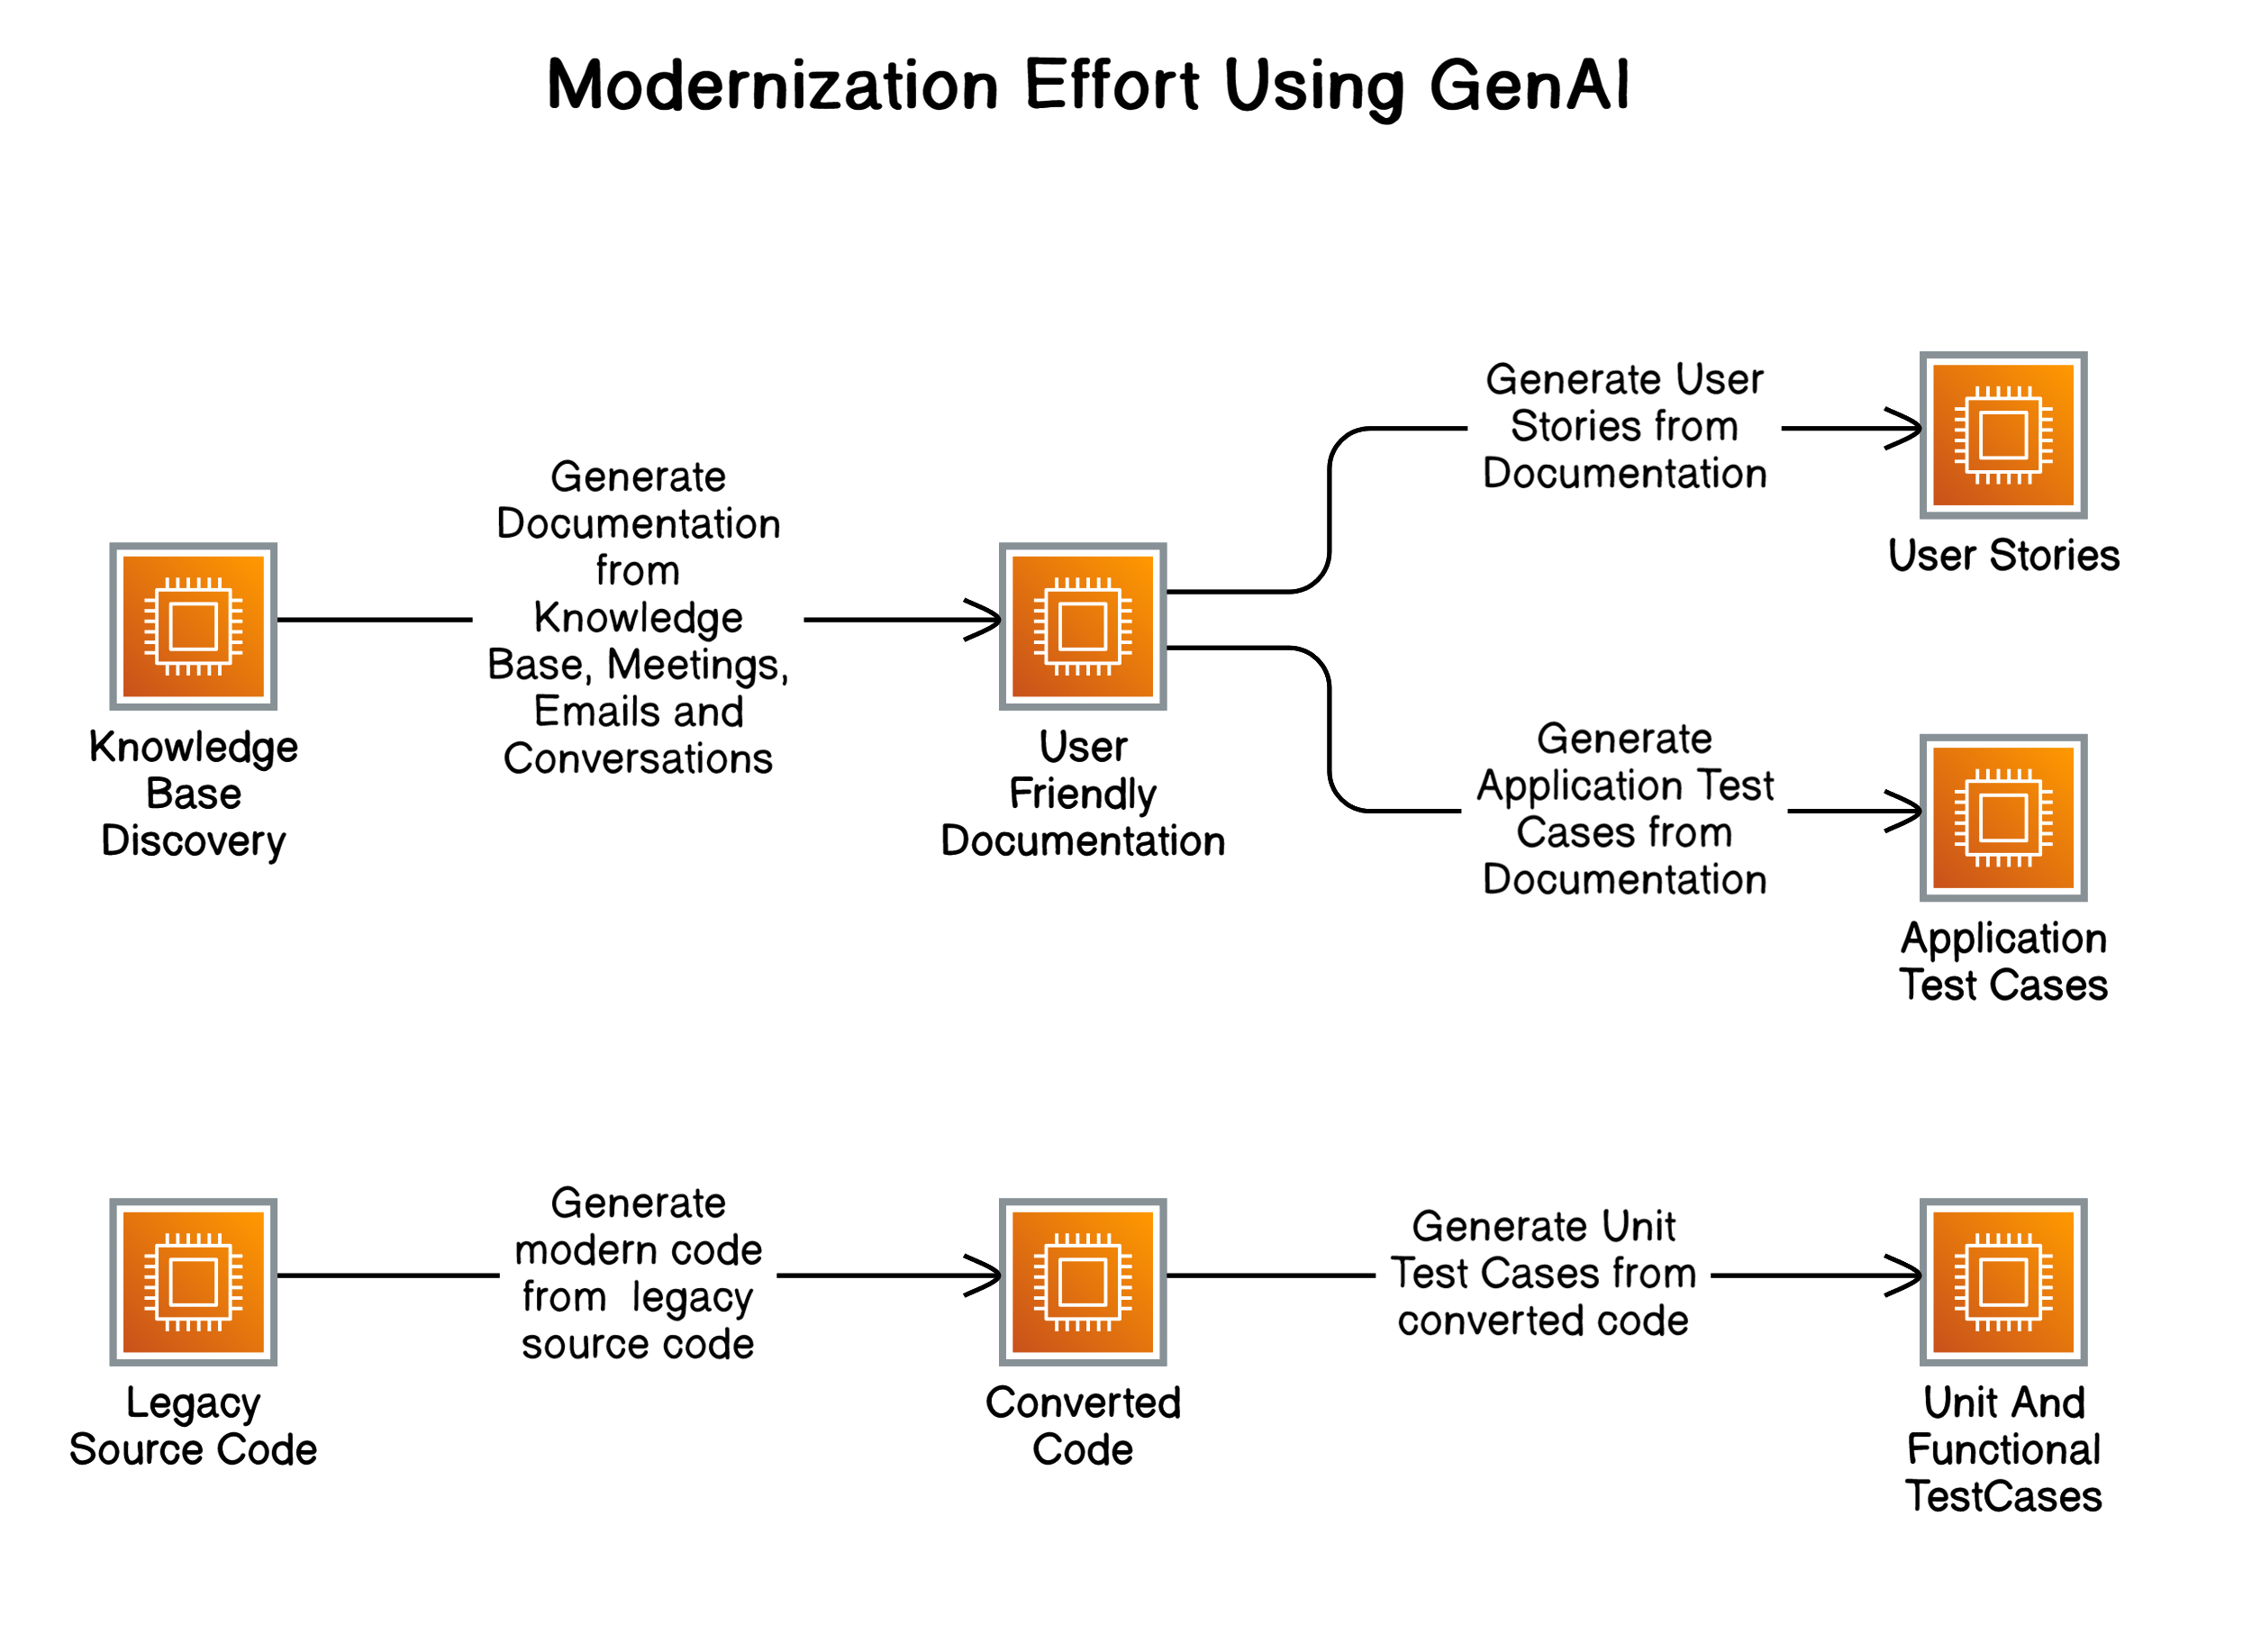 Modernization Effort Using GenAI
Generate User
Stories from
Documentation
User Stories
Generate
Documentation
from
Knowledge
Base, Meetings,
Emails and
Conversations
Knowledge
Base
Discovery
User
Friendly
Documentation
Generate
Application Test
Cases from
Documentation
Application
Test Cases
Generate
modern code
from  legacy
source code
Generate Unit
Test Cases from
converted code
Legacy
Source Code
Converted
Code
Unit And
Functional
TestCases